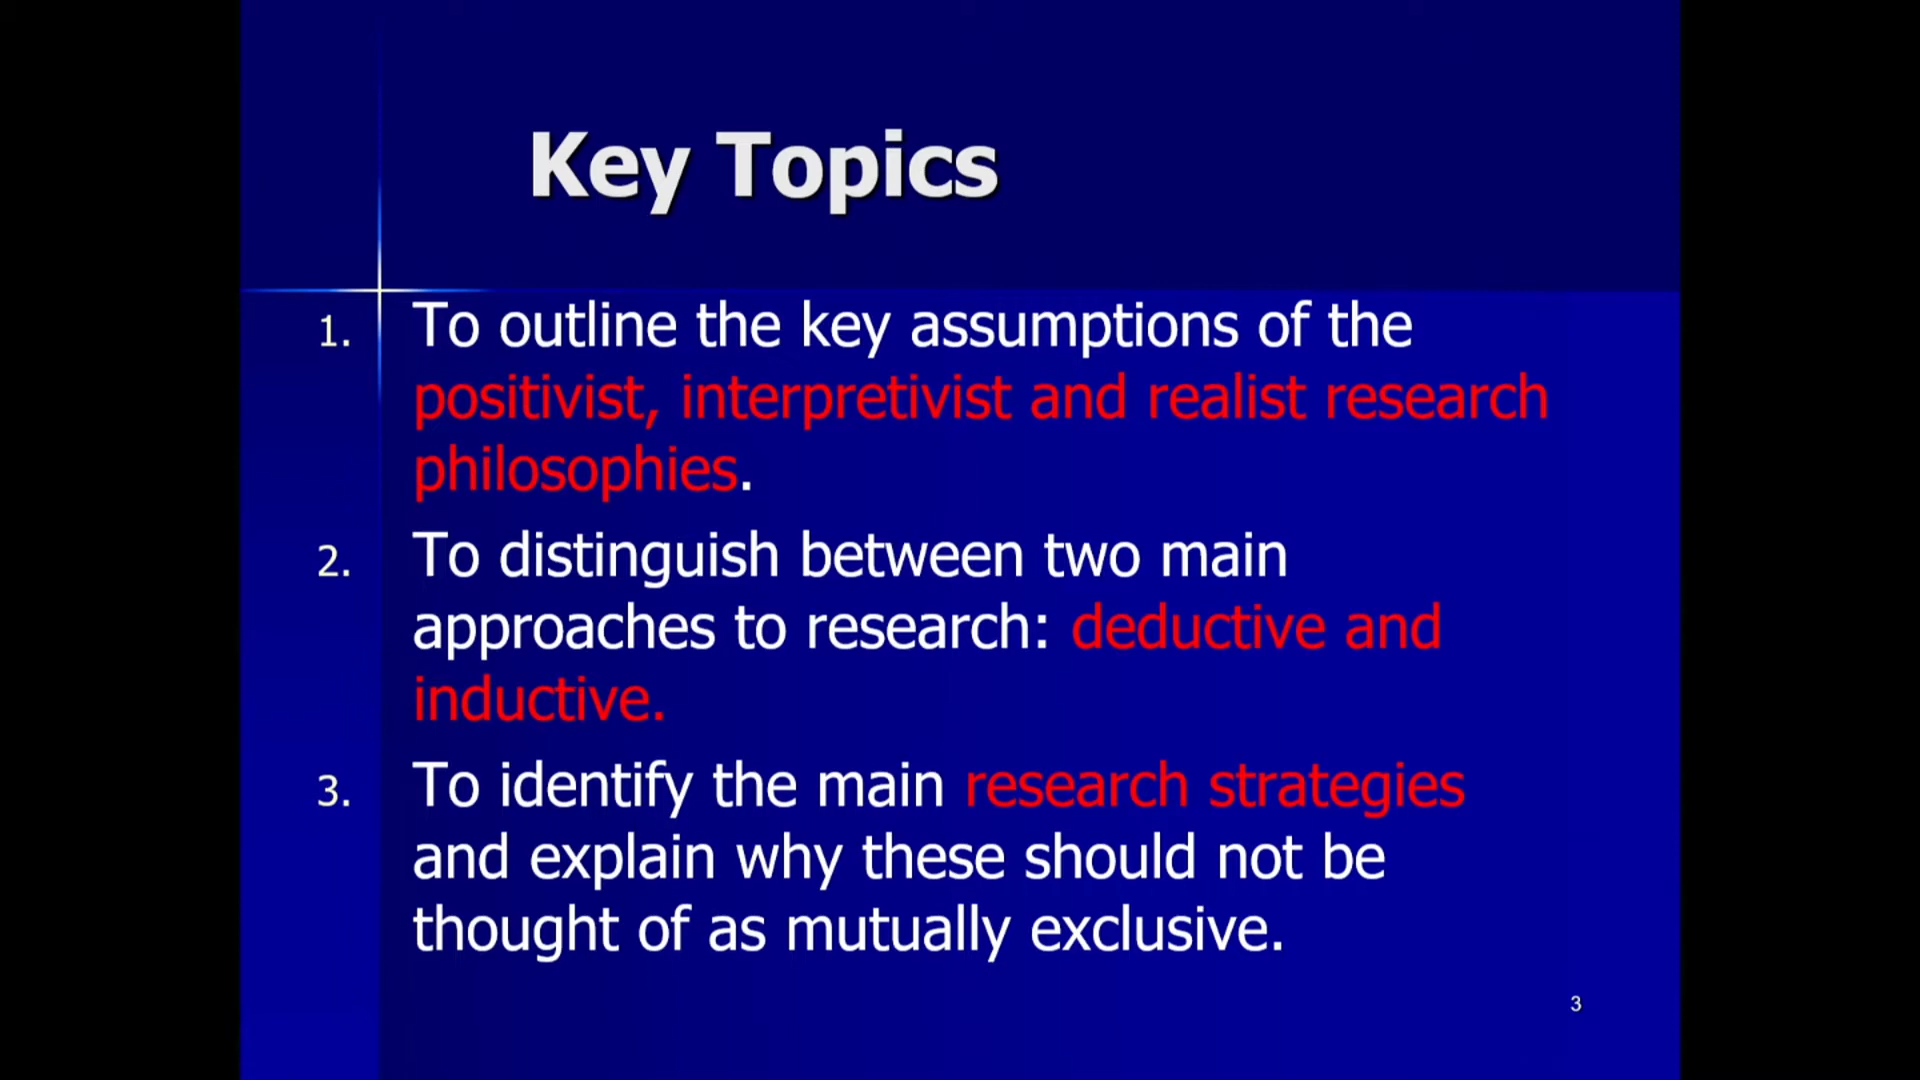 Key Topics
1. To outline the key assumptions of the
positivist, interpretivist and realist research
philosophies.
2. To distinguish between two main
approaches to research: deductive and
inductive.
3. To identify the main research strategies
and explain why these should not be
thought of as mutually exclusive.
3